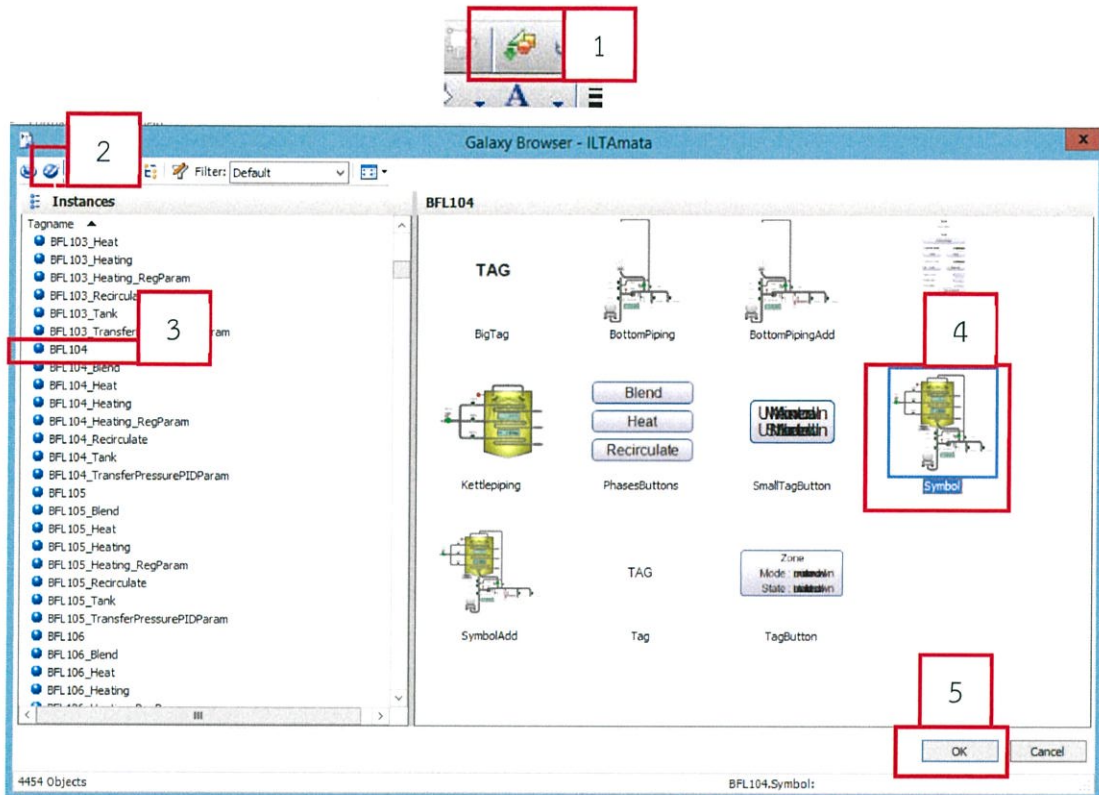 1
A
2
Galaxy Browser - ILTAmata
x
Filter: Default
Instances
Tagname
BFL103_Heat
BFL103_Heating
BFL103_Heating_RegParam
BFL103_Tank
3
BFL104
BFL104_Blend
BFL104_Heat
BFL104_Heating
BFL104_Heating_RegParam
BFL104_Recirculate
BFL104_Tank
BFL104_TransferPressurePIDParam
BFL105
BFL105_Blend
BFL105_Heat
BFL105_Heating
BFL105_Heating_RegParam
BFL105_Recirculate
BFL105_Tank
BFL105_TransferPressurePIDParam
BFL106
BFL106_Blend
BFL106_Heat
BFL106_Heating
BFL104
TAG
BigTag
BottomPiping
BottomPipingAdd
4
Kettlepiping
Blend
Heat
Recirculate
PhasesButtons
SmallTagButton
Symbol
SymbolAdd
TAG
Tag
Zone
Mode :
State :
TagButton
5
OK
Cancel
4454 Objects
BFL104.Symbol: